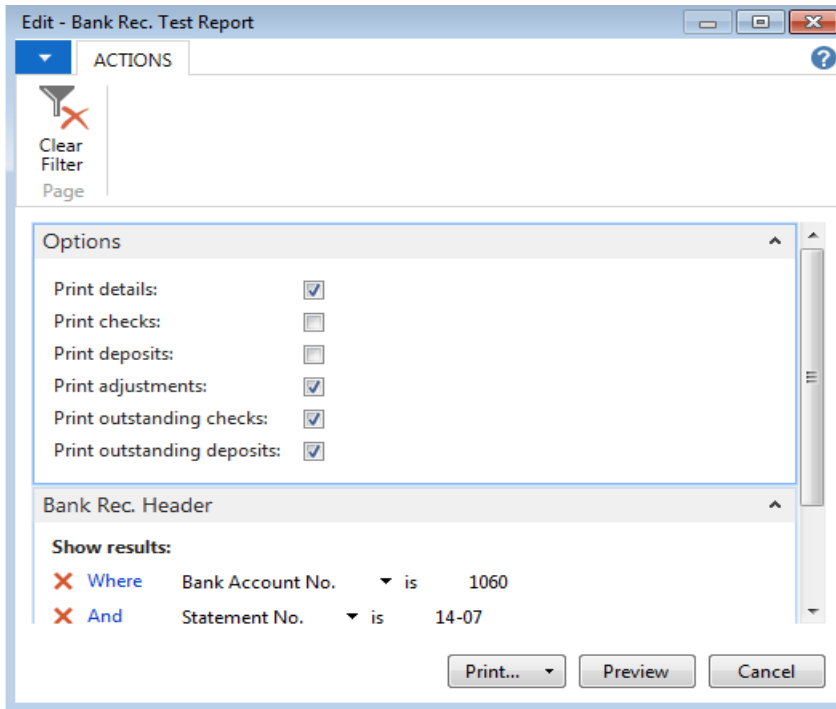 Edit - Bank Rec. Test Report
ACTIONS
Clear
Filter
Page
Options
Print details:
Print checks:
Print deposits:
Print adjustments:
Print outstanding checks:
Print outstanding deposits:
Bank Rec. Header
Show results:
Where Bank Account No. is 1060
And Statement No. is 14-07
Print... Preview Cancel